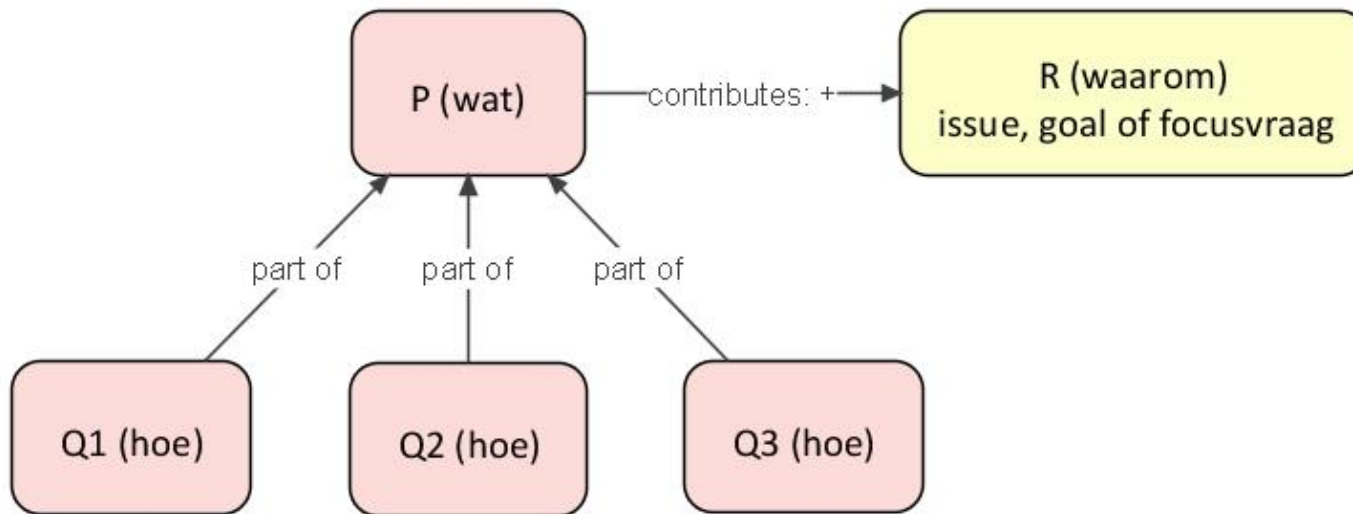 P (wat)
contributes: +
R (waarom)
issue, goal of focusvraag
part of
part of
part of
Q1 (hoe)
Q2 (hoe)
Q3 (hoe)